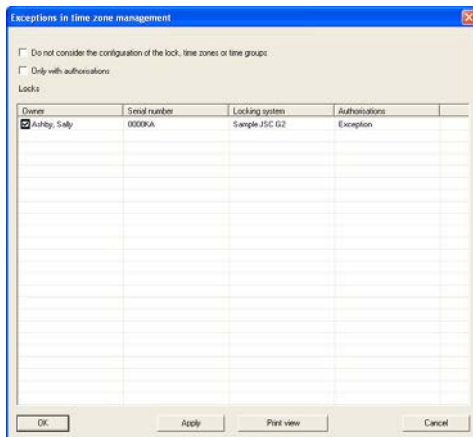 Exceptions in time zone management
Do not consider the configuration of the lock, time zones or time groups
Only with authorisations
Locks
Owner Serial number Locking system Authorisations
Ashby, Sally 0000KA Sample JSC G2 Exception
OK Apply Print view Cancel